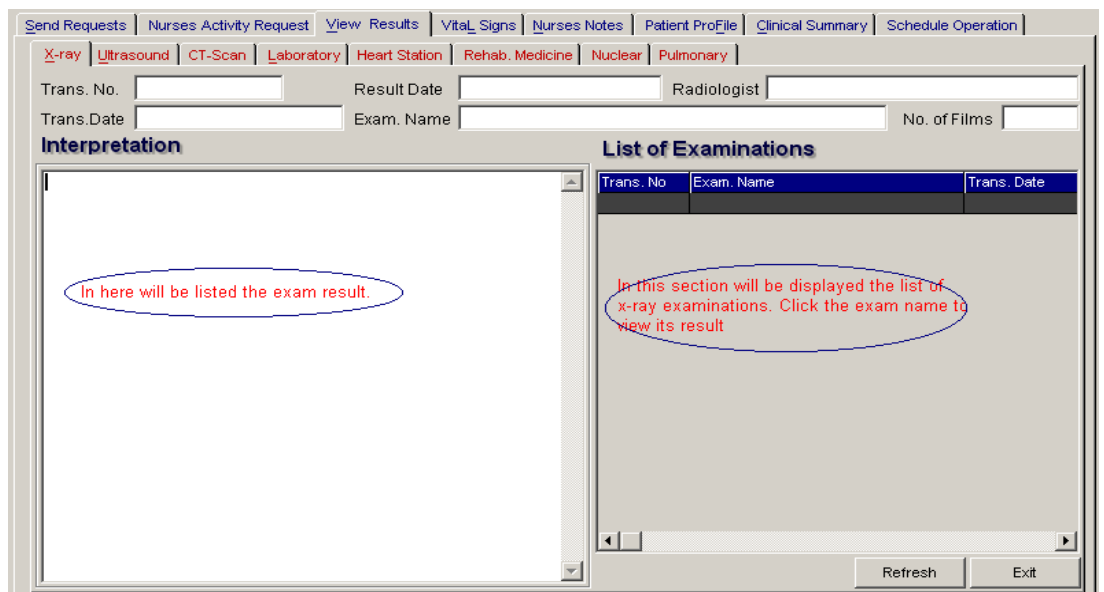 Send Requests Nurses Activity Request View Results VitaL Signs Nurses Notes Patient ProFile Clinical Summary Schedule Operation
X-ray Ultrasound CT-Scan Laboratory Heart Station Rehab. Medicine Nuclear Pulmonary
Trans. No. Result Date Radiologist
Trans.Date Exam. Name No. of Films
Interpretation
List of Examinations
Trans. No Exam. Name Trans. Date
In here will be listed the exam result.
In this section will be displayed the list of
x-ray examinations. Click the exam name to
view its result
Refresh Exit